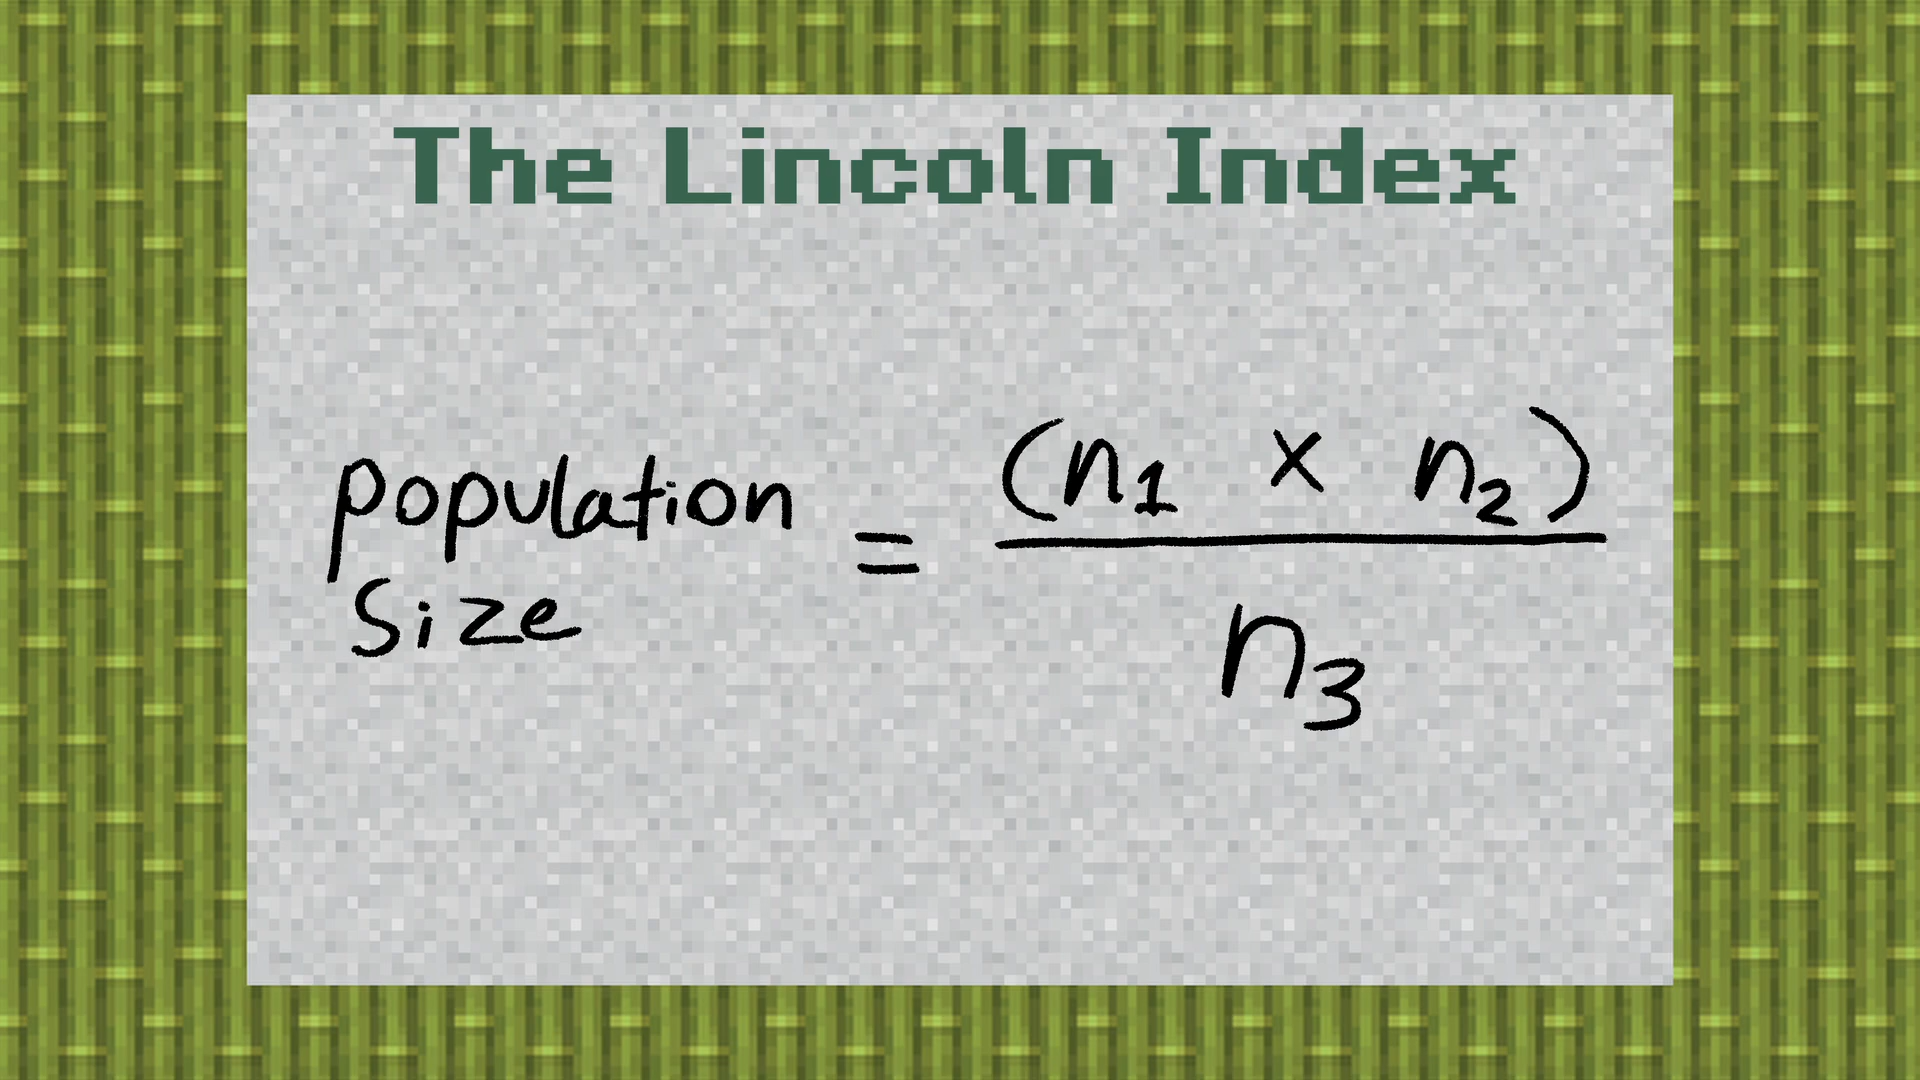 The Lincoln Index
population size = (n₁ × n₂) / n₃